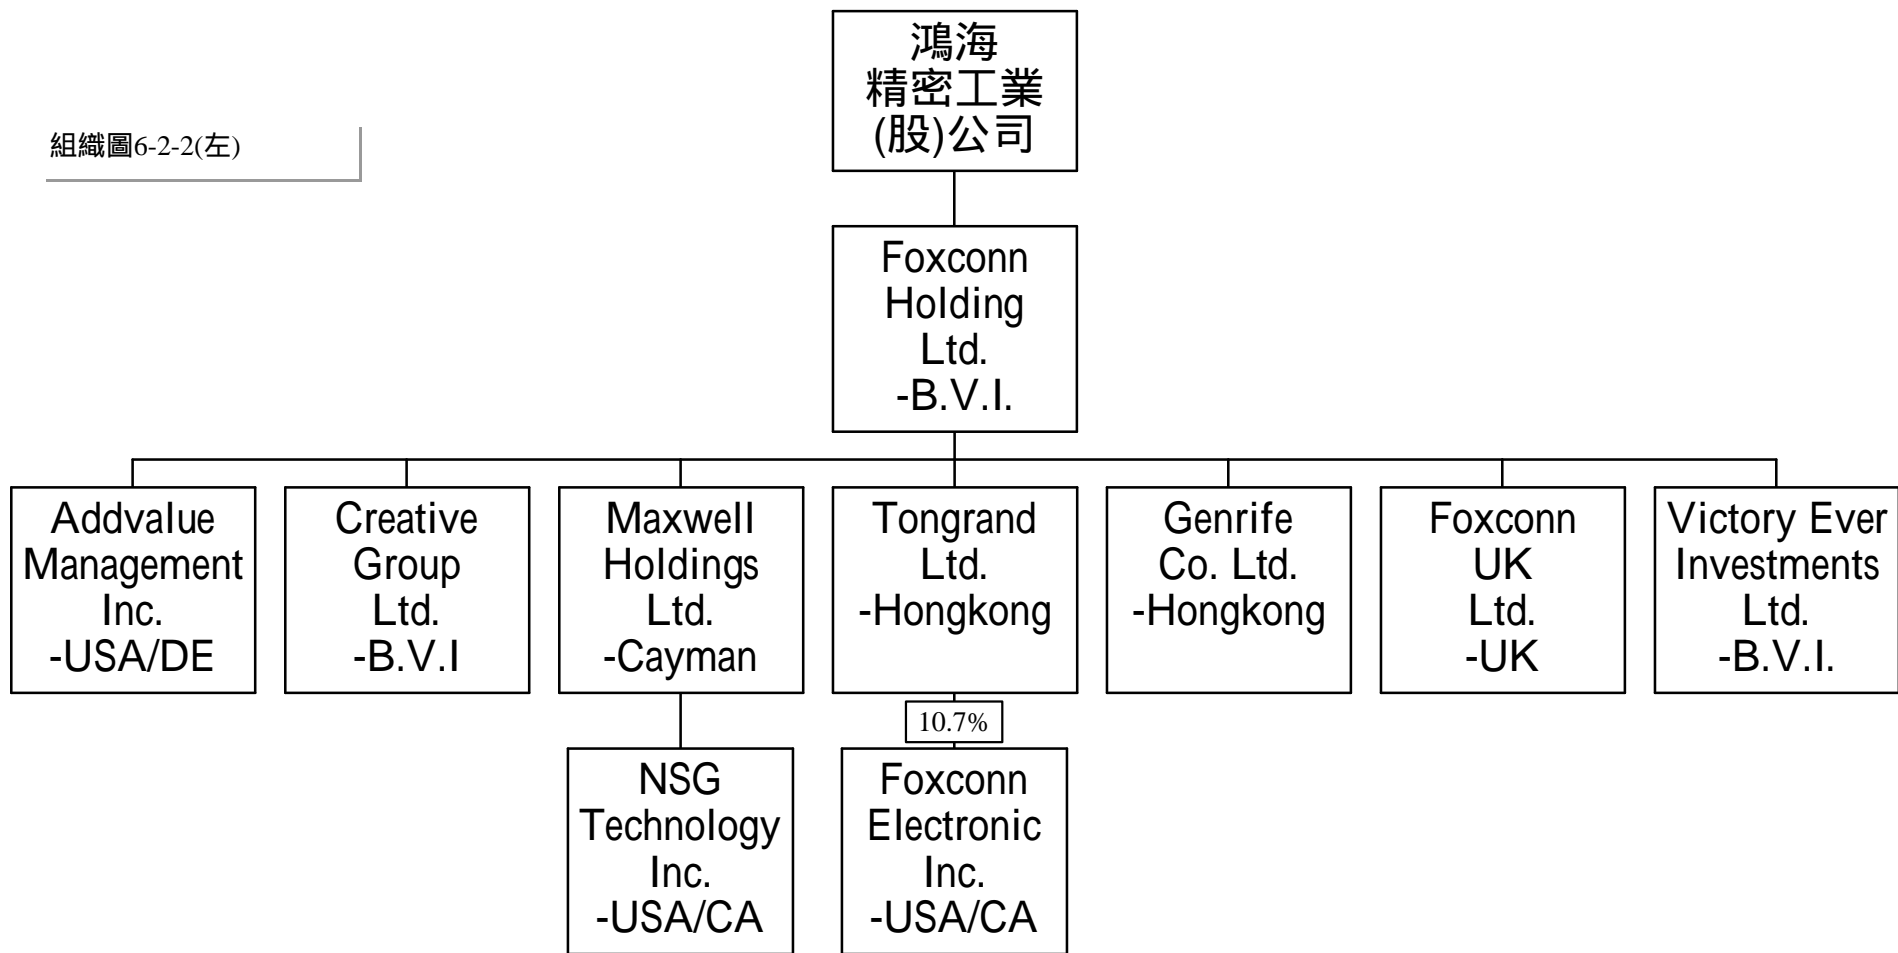 鴻海
精密工業
(股)公司
組織圖6-2-2(左)
Foxconn
Holding
Ltd.
-B.V.I.
Addvalue
Management
Inc.
-USA/DE
Creative
Group
Ltd.
-B.V.I
Maxwell
Holdings
Ltd.
-Cayman
Tongrand
Ltd.
-Hongkong
Genrife
Co. Ltd.
-Hongkong
Foxconn
UK
Ltd.
-UK
Victory Ever
Investments
Ltd.
-B.V.I.
10.7%
NSG
Technology
Inc.
-USA/CA
Foxconn
Electronic
Inc.
-USA/CA